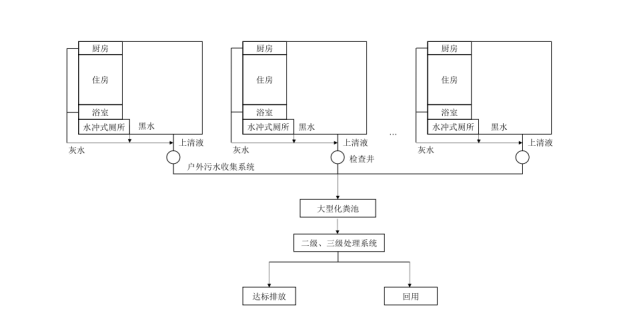 厨房 厨房 厨房
住房 住房 住房
浴室 浴室 浴室
水冲式厕所 黑水 水冲式厕所 黑水 水冲式厕所 黑水
...
灰水 上清液 灰水 上清液 灰水 上清液
检查井
户外污水收集系统
大型化粪池
二级、三级处理系统
达标排放 回用